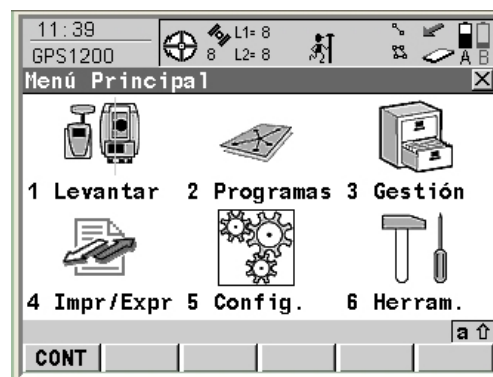 11:39
GPS1200
8
L1= 8
L2= 8
A B
Menú Principal
1 Levantar 2 Programas 3 Gestión
4 Impr/Expr 5 Config. 6 Herram.
a
CONT